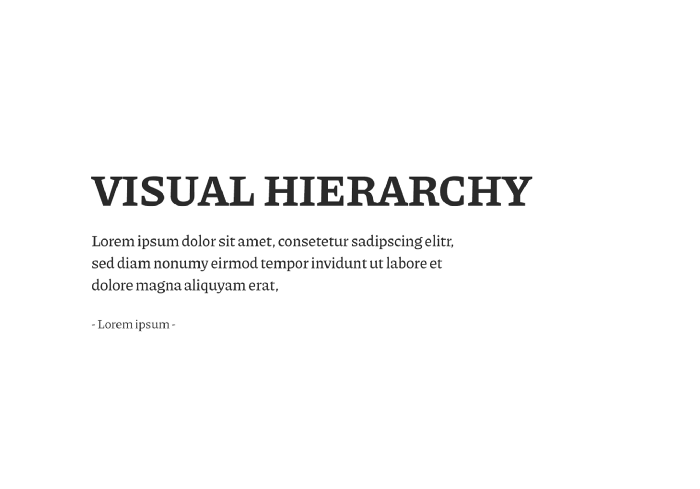 VISUAL HIERARCHY
Lorem ipsum dolor sit amet, consetetur sadipscing elitr,
sed diam nonumy eirmod tempor invidunt ut labore et
dolore magna aliquyam erat,
- Lorem ipsum -